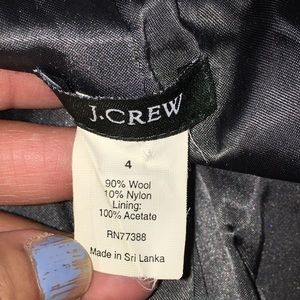 J.CREW
4
90% Wool
10% Nylon
Lining:
100% Acetate
RN77388
Made in Sri Lanka